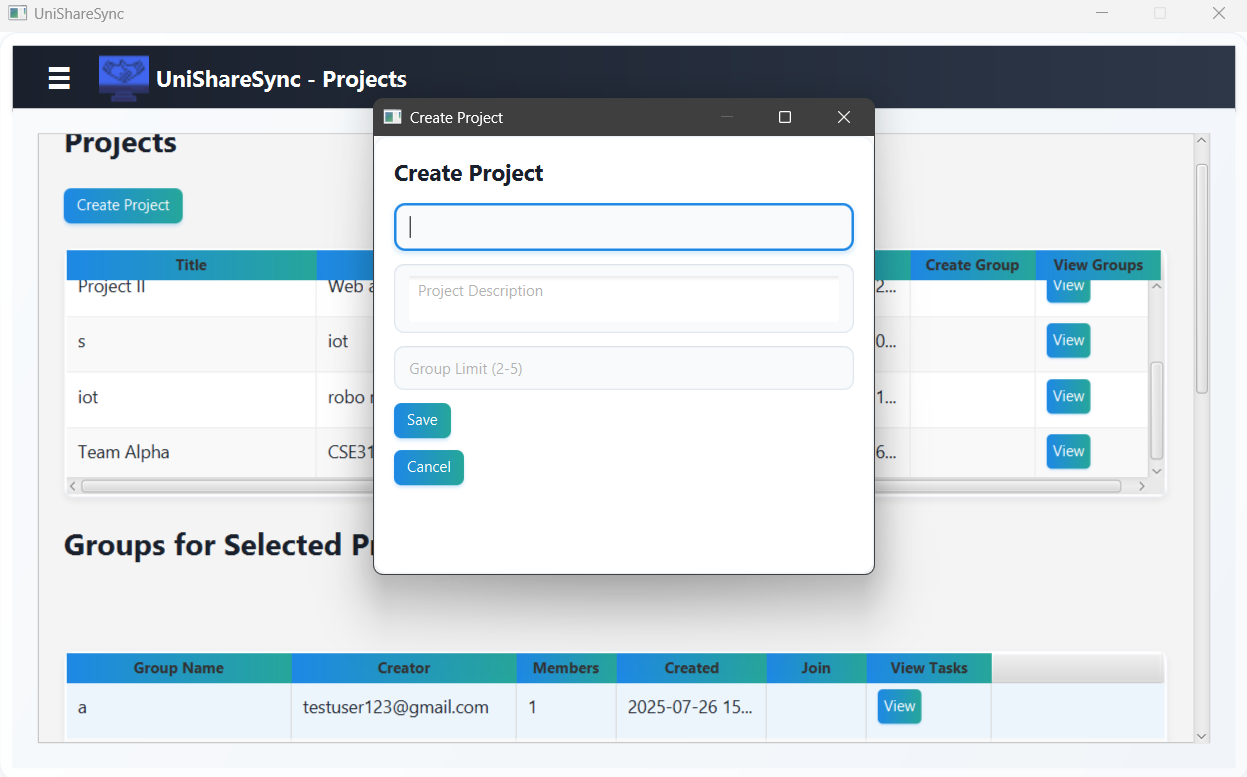 UniShareSync
UniShareSync - Projects
Create Project
Projects
Create Project
Create Project
Project Description
Group Limit (2-5)
Save
Cancel
Title Create Group View Groups
Project II Web a 2... View
s iot 0... View
iot robo 1... View
Team Alpha CSE31 6... View
Groups for Selected P
Group Name Creator Members Created Join View Tasks
a testuser123@gmail.com 1 2025-07-26 15... View